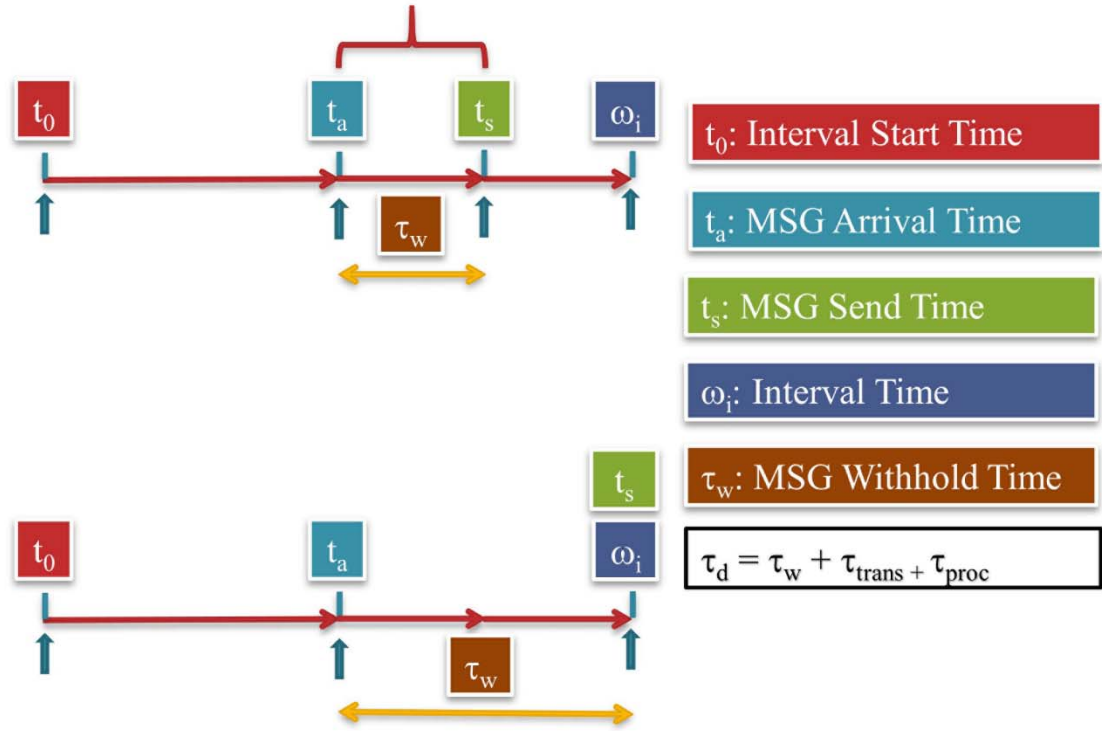 t₀
tₐ
tₛ
ωᵢ
τw
t₀: Interval Start Time
tₐ: MSG Arrival Time
tₛ: MSG Send Time
ωᵢ: Interval Time
τw: MSG Withhold Time
τd = τw + τtrans + τproc
tₛ
t₀
tₐ
ωᵢ
τw